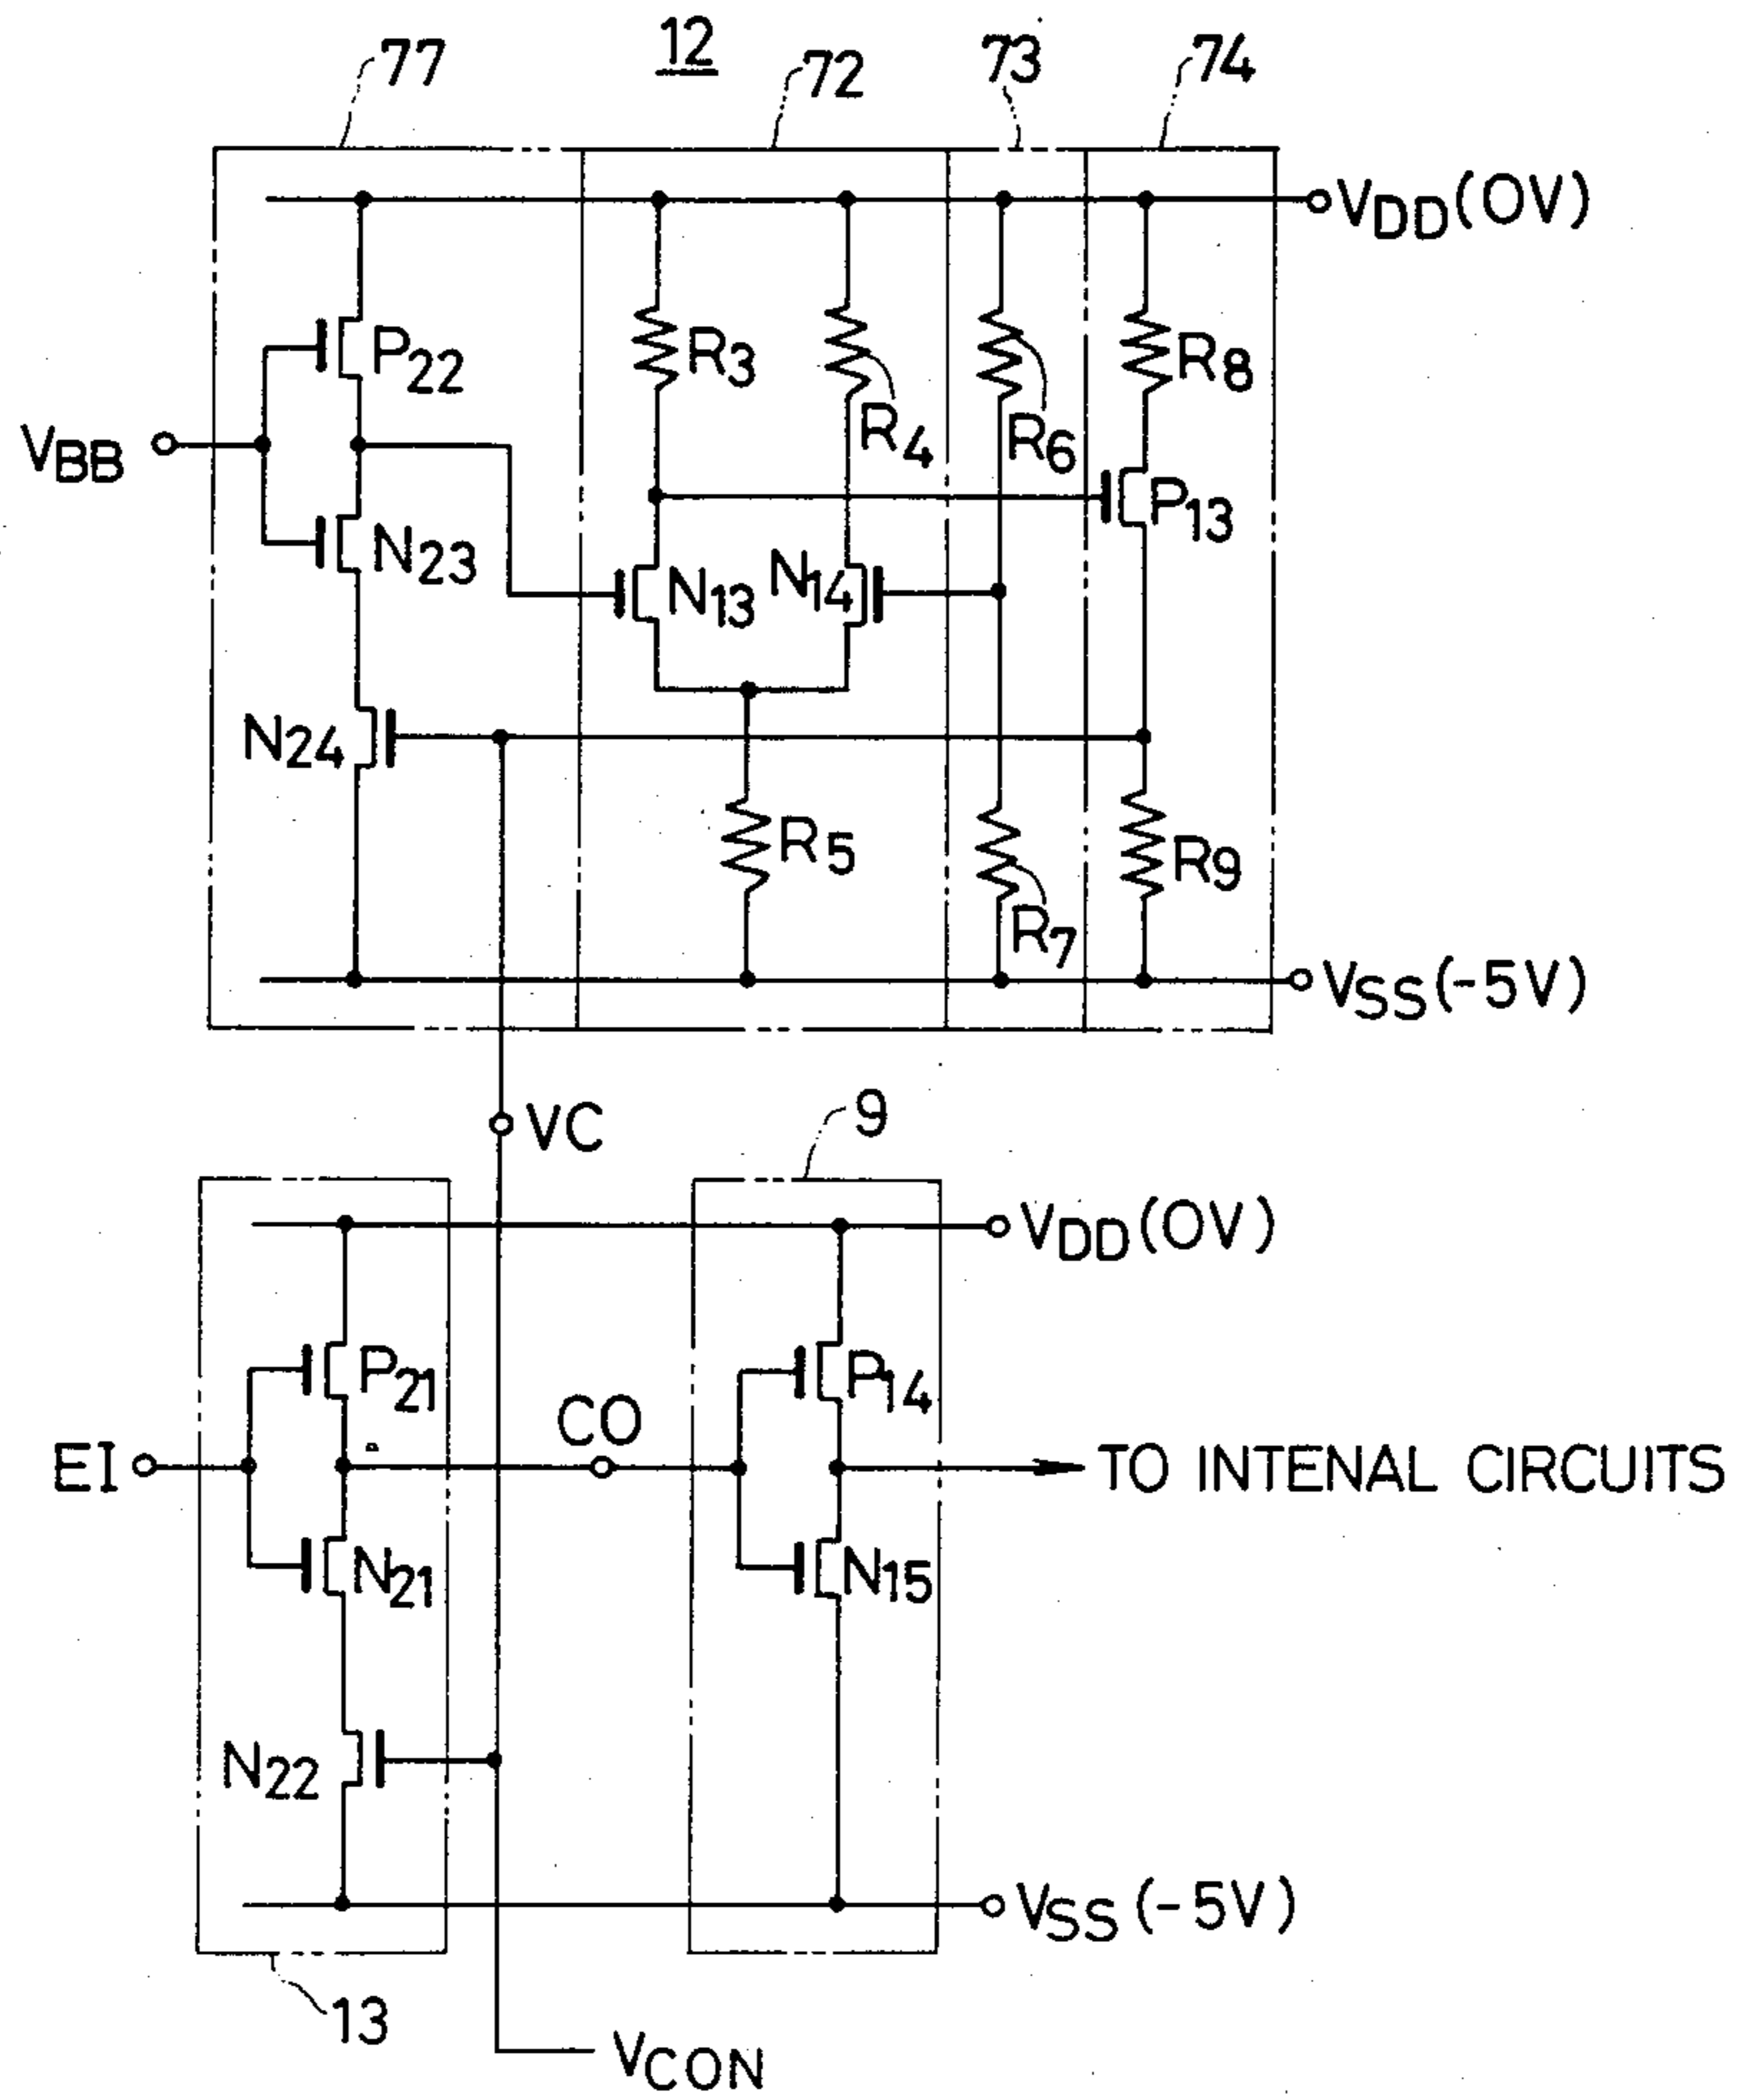 12
77
72
73
74
VDD(0V)
P22
R3
R4
R6
R8
VBB
P13
N23
N13
N14
N24
R5
R9
R7
VSS(-5V)
VC
9
VDD(0V)
P21
P14
CO
EI
TO INTENAL CIRCUITS
N21
N15
N22
VSS(-5V)
13
VCON